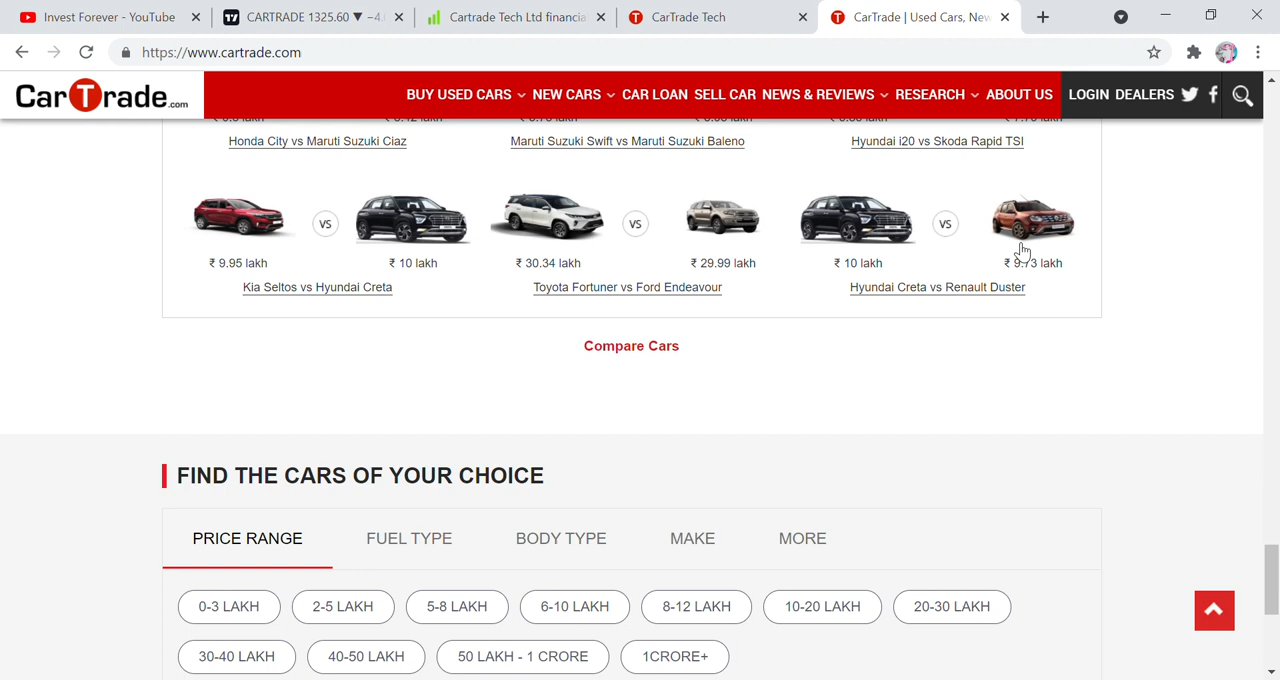 Invest Forever - YouTube
CARTRADE 1325.60 ▼ −4.
Cartrade Tech Ltd financia
CarTrade Tech
CarTrade | Used Cars, New
https://www.cartrade.com
CarTrade.com
BUY USED CARS NEW CARS CAR LOAN SELL CAR NEWS & REVIEWS RESEARCH ABOUT US LOGIN DEALERS
Honda City vs Maruti Suzuki Ciaz
Maruti Suzuki Swift vs Maruti Suzuki Baleno
Hyundai i20 vs Skoda Rapid TSI
VS VS VS
₹ 9.95 lakh ₹ 10 lakh ₹ 30.34 lakh ₹ 29.99 lakh ₹ 10 lakh ₹ 9.73 lakh
Kia Seltos vs Hyundai Creta
Toyota Fortuner vs Ford Endeavour
Hyundai Creta vs Renault Duster
Compare Cars
FIND THE CARS OF YOUR CHOICE
PRICE RANGE FUEL TYPE BODY TYPE MAKE MORE
0-3 LAKH 2-5 LAKH 5-8 LAKH 6-10 LAKH 8-12 LAKH 10-20 LAKH 20-30 LAKH
30-40 LAKH 40-50 LAKH 50 LAKH - 1 CRORE 1CRORE+